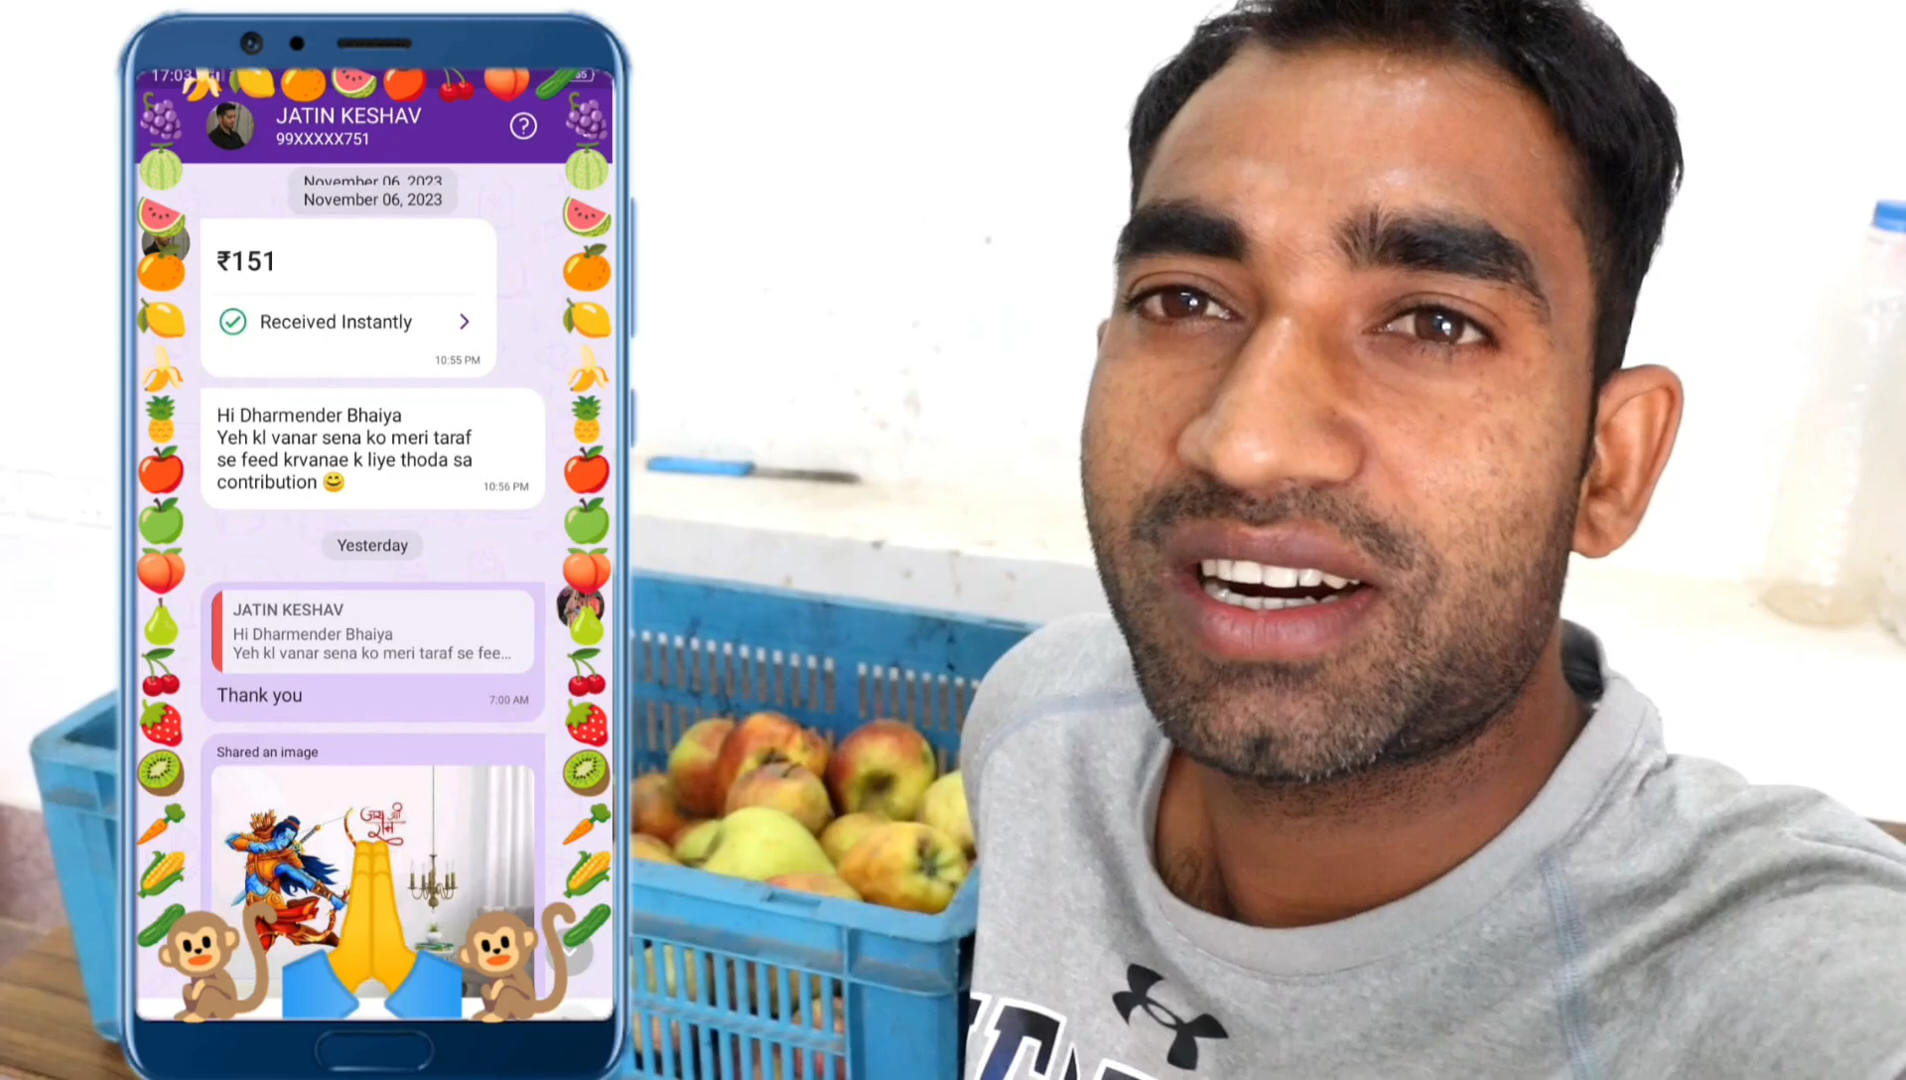 17:03
55
JATIN KESHAV
99XXXXX751
?
November 06, 2023
November 06, 2023
₹151
Received Instantly
10:55 PM
Hi Dharmender Bhaiya
Yeh kl vanar sena ko meri taraf
se feed krvanae k liye thoda sa
contribution 😄
10:56 PM
Yesterday
JATIN KESHAV
Hi Dharmender Bhaiya
Yeh kl vanar sena ko meri taraf se fee...
Thank you
7:00 AM
Shared an image
जय श्री
राम